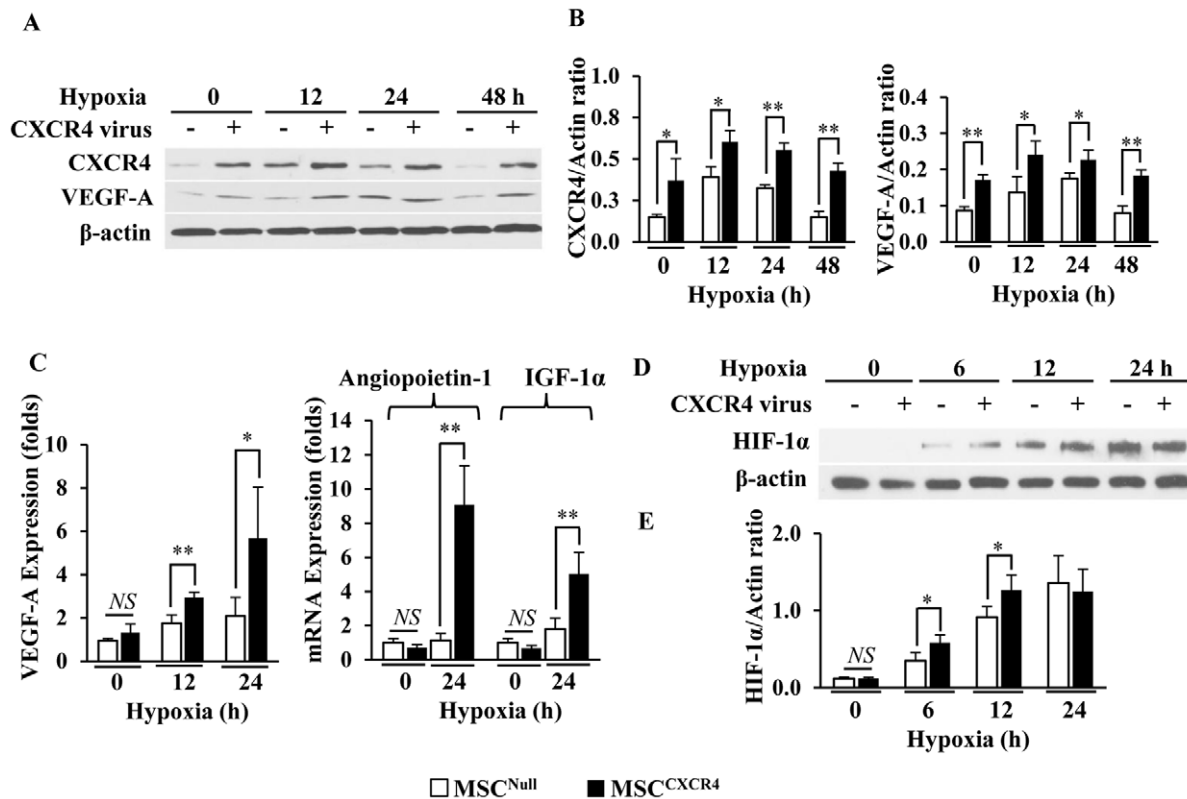 A
Hypoxia 0 12 24 48 h
CXCR4 virus - + - + - + - +
CXCR4
VEGF-A
β-actin
B
CXCR4/Actin ratio
1.0
0.5
0.3
0.0
* * ** **
0 12 24 48
Hypoxia (h)
VEGF-A/Actin ratio
0.4
0.3
0.2
0.1
0.0
** * * **
0 12 24 48
Hypoxia (h)
C
VEGF-A Expression (folds)
10
8
6
4
2
0
NS ** *
0 12 24
Hypoxia (h)
Angiopoietin-1 IGF-1α
mRNA Expression (folds)
14
12
10
8
6
4
2
0
NS ** NS **
0 24 0 24
Hypoxia (h)
D
Hypoxia 0 6 12 24 h
CXCR4 virus - + - + - + - +
HIF-1α
β-actin
E
HIF-1α/Actin ratio
2.0
1.0
0.0
NS * *
0 6 12 24
Hypoxia (h)
MSC^Null MSC^CXCR4